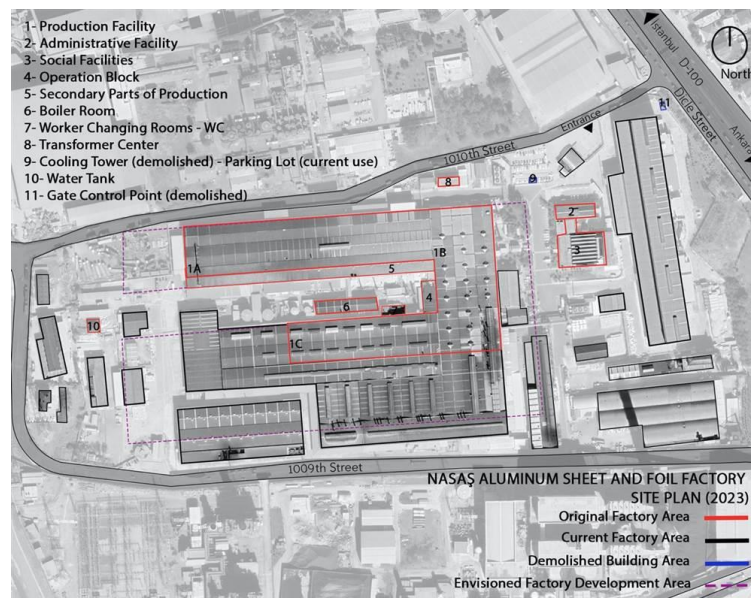 1- Production Facility
2- Administrative Facility
3- Social Facilities
4- Operation Block
5- Secondary Parts of Production
6- Boiler Room
7- Worker Changing Rooms - WC
8- Transformer Center
9- Cooling Tower (demolished) - Parking Lot (current use)
10- Water Tank
11- Gate Control Point (demolished)
Istanbul D-100
Ankara
North
Dicle Street
11
Entrance
1010th Street
8
9
2
3
1A
1B
5
4
6
10
1C
1009th Street
NASAŞ ALUMINUM SHEET AND FOIL FACTORY
SITE PLAN (2023)
Original Factory Area
Current Factory Area
Demolished Building Area
Envisioned Factory Development Area